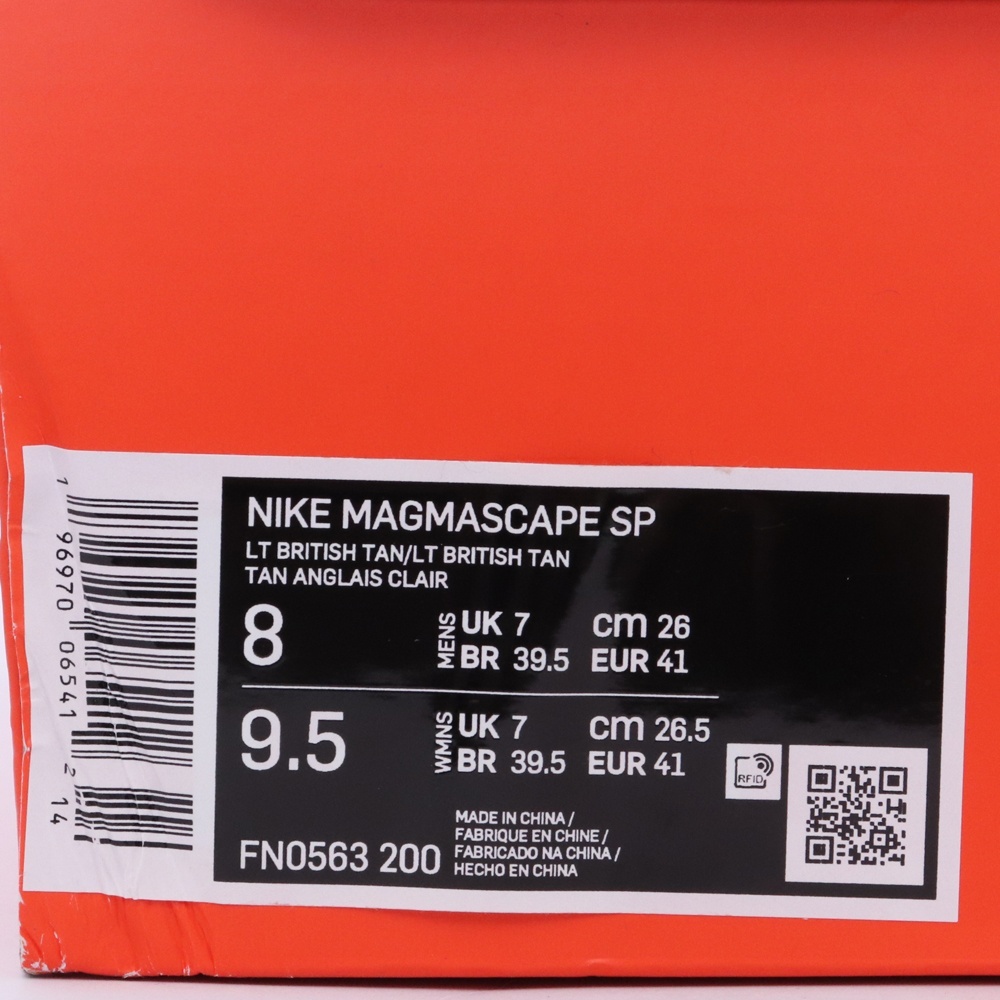 1 96970 06541 2 14
NIKE MAGMASCAPE SP
LT BRITISH TAN/LT BRITISH TAN
TAN ANGLAIS CLAIR
8
MENS
UK 7 cm 26
BR 39.5 EUR 41
9.5
WMNS
UK 7 cm 26.5
BR 39.5 EUR 41
RFID
FN0563 200
MADE IN CHINA /
FABRIQUE EN CHINE /
FABRICADO NA CHINA /
HECHO EN CHINA